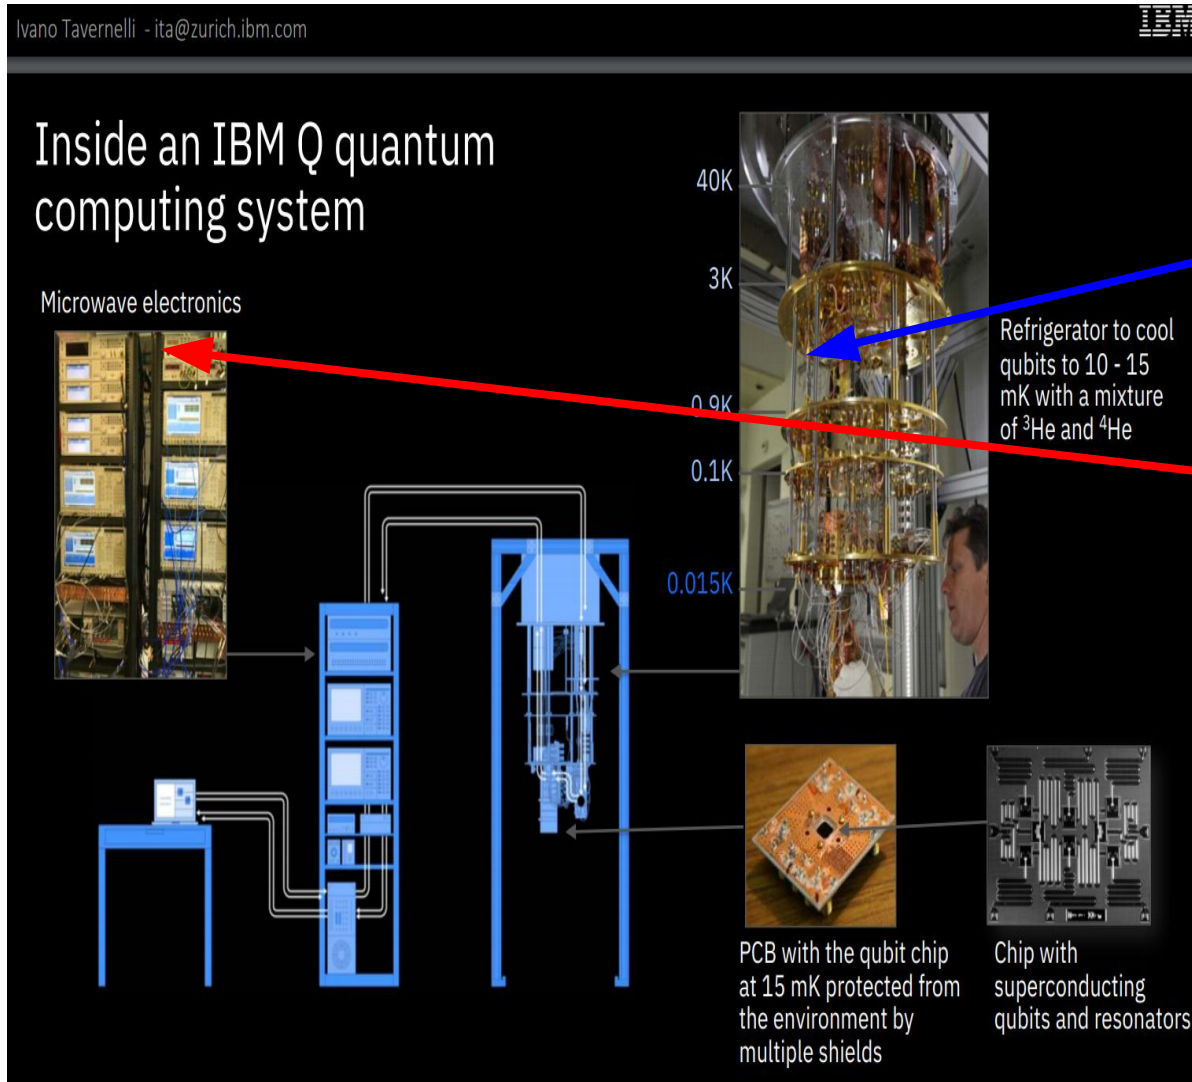 Ivano Tavernelli - ita@zurich.ibm.com
IBM
Inside an IBM Q quantum
computing system
Microwave electronics
40K
3K
0.9K
0.1K
0.015K
Refrigerator to cool
qubits to 10 - 15
mK with a mixture
of ³He and ⁴He
PCB with the qubit chip
at 15 mK protected from
the environment by
multiple shields
Chip with
superconducting
qubits and resonators